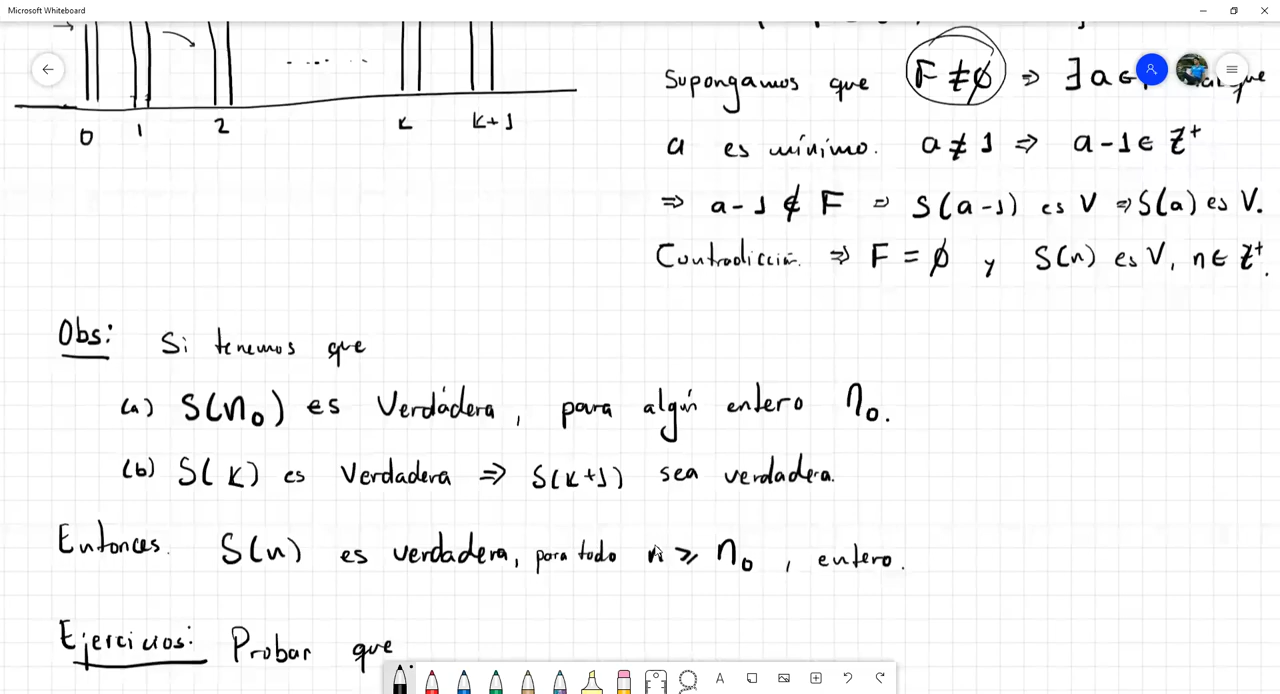 Microsoft Whiteboard
0 1 2 k k+1
Supongamos que F ≠ ∅ ⇒ ∃ a ∈ que
a es mínimo. a ≠ 1 ⇒ a-1 ∈ Z⁺
⇒ a-1 ∉ F ⇒ S(a-1) es V ⇒ S(a) es V.
Contradicción. ⇒ F = ∅ y S(n) es V, n ∈ Z⁺.
Obs: Si tenemos que
(a) S(n₀) es Verdadera, para algún entero n₀.
(b) S(k) es Verdadera ⇒ S(k+1) sea verdadera.
Entonces. S(n) es verdadera, para todo n ≥ n₀, entero.
Ejercicios: Probar que
A